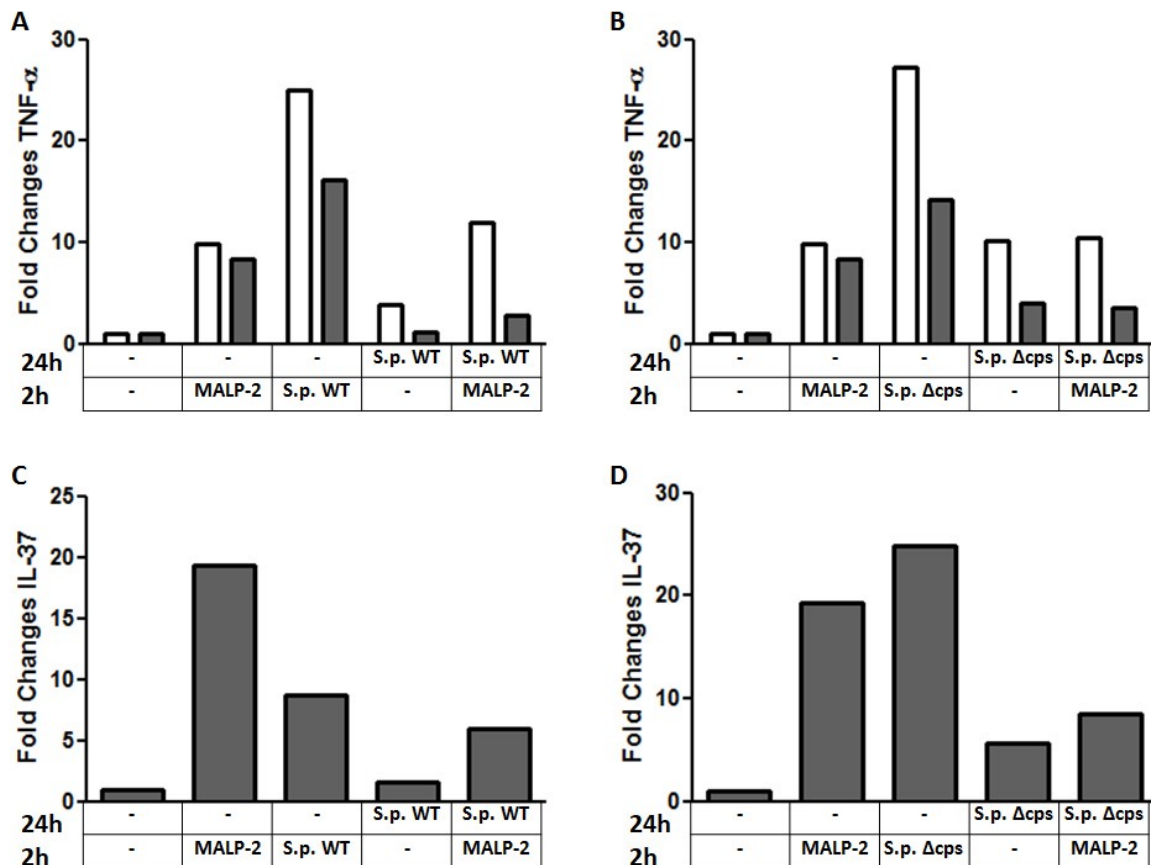 A
Fold Changes TNF-α
30
20
10
0
24h - - - S.p. WT S.p. WT
2h - MALP-2 S.p. WT - MALP-2
B
Fold Changes TNF-α
30
20
10
0
- - - S.p. Δcps S.p. Δcps
- MALP-2 S.p. Δcps - MALP-2
C
Fold Changes IL-37
25
20
15
10
5
0
24h - - - S.p. WT S.p. WT
2h - MALP-2 S.p. WT - MALP-2
D
Fold Changes IL-37
30
20
10
0
24h - - - S.p. Δcps S.p. Δcps
2h - MALP-2 S.p. Δcps - MALP-2